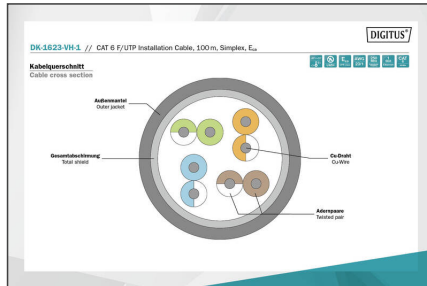 DIGITUS®
DK-1623-VH-1 // CAT 6 F/UTP Installation Cable, 100 m, Simplex, Eca
Kabelquerschnitt
Cable cross section
Außenmantel
Outer jacket
Gesamtabschirmung
Total shield
Cu-Draht
Cu-Wire
Adernpaare
Twisted pair